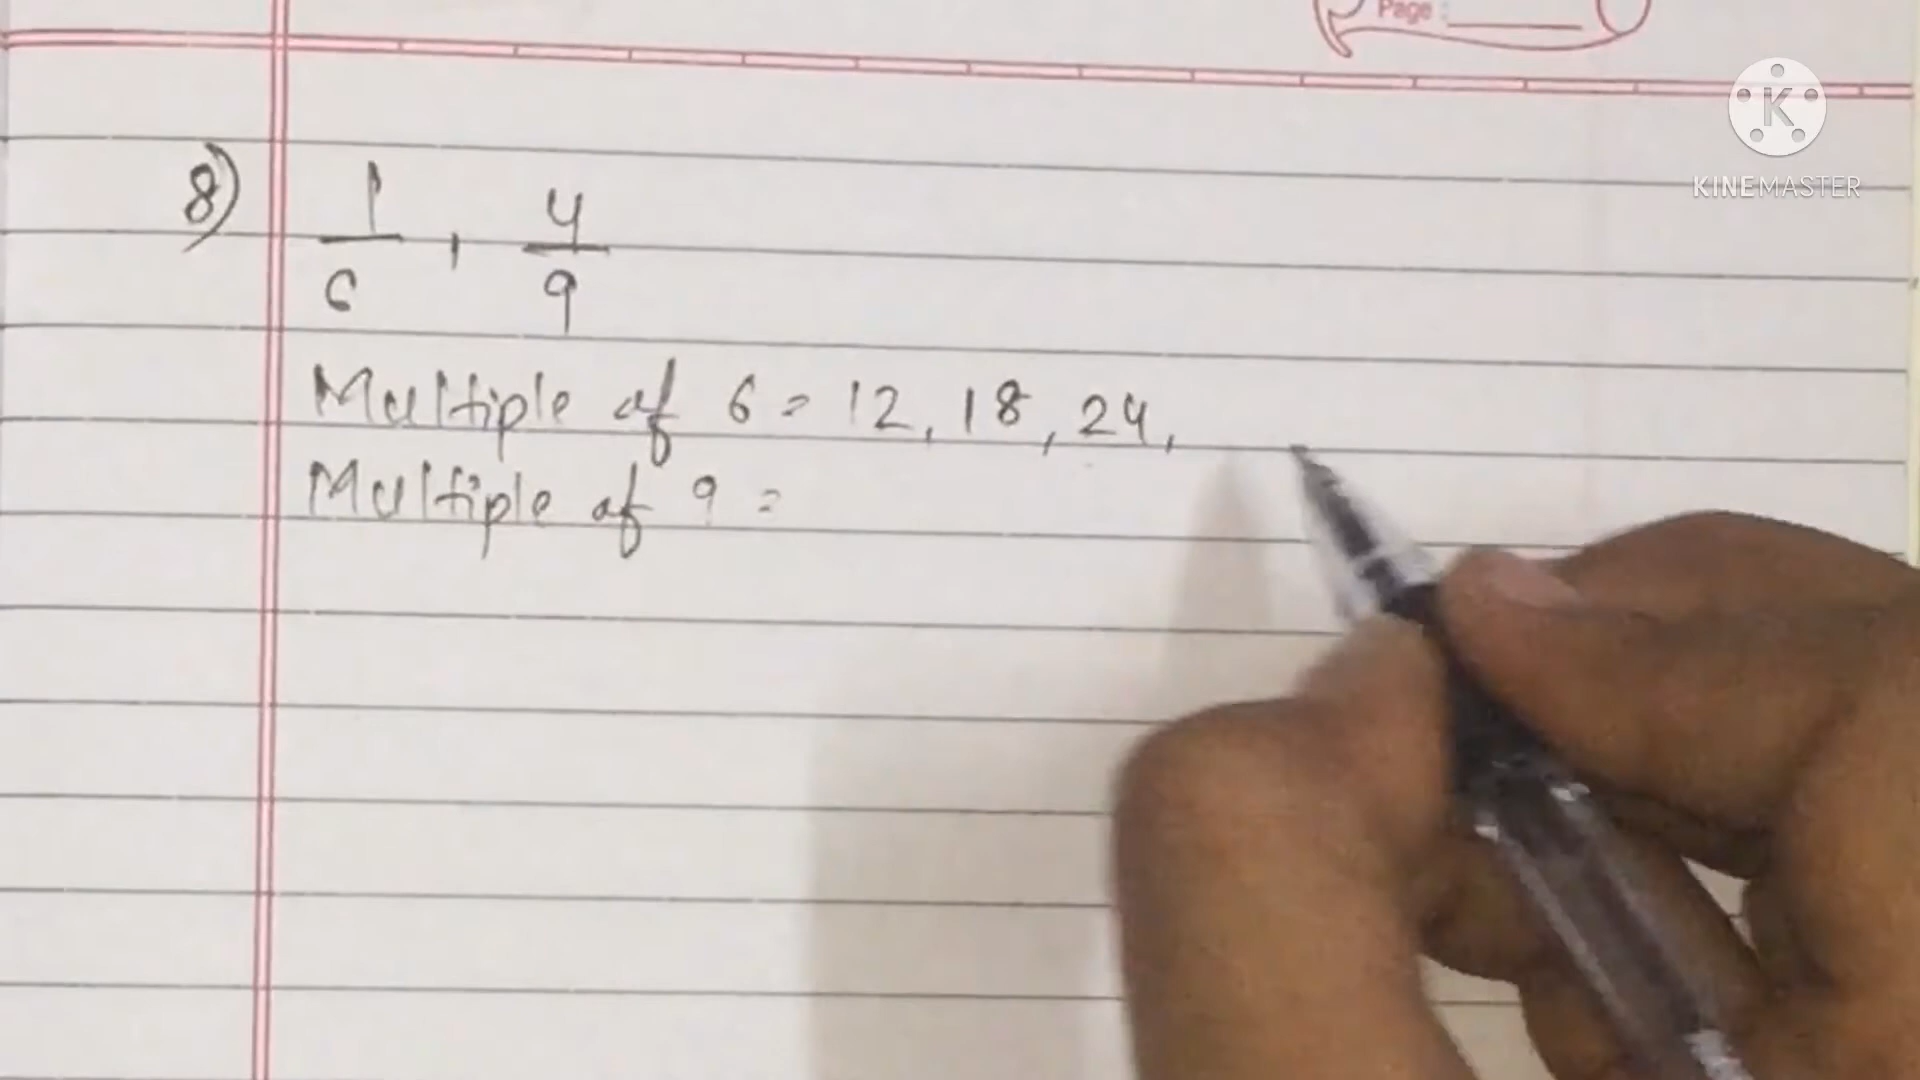 Page :
KINEMASTER
8) 1/6 , 4/9
Multiple of 6 = 12, 18, 24,
Multiple of 9 =